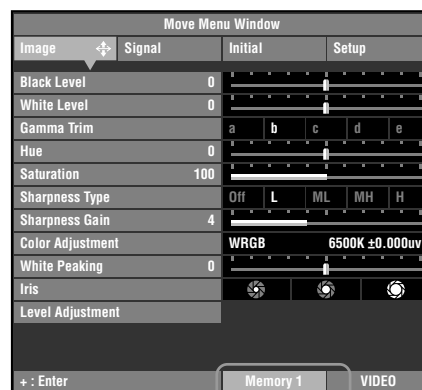 Move Menu Window
Image Signal Initial Setup
Black Level 0
White Level 0
Gamma Trim a b c d e
Hue 0
Saturation 100
Sharpness Type Off L ML MH H
Sharpness Gain 4
Color Adjustment WRGB 6500K ±0.000uv
White Peaking 0
Iris
Level Adjustment
+ : Enter Memory 1 VIDEO